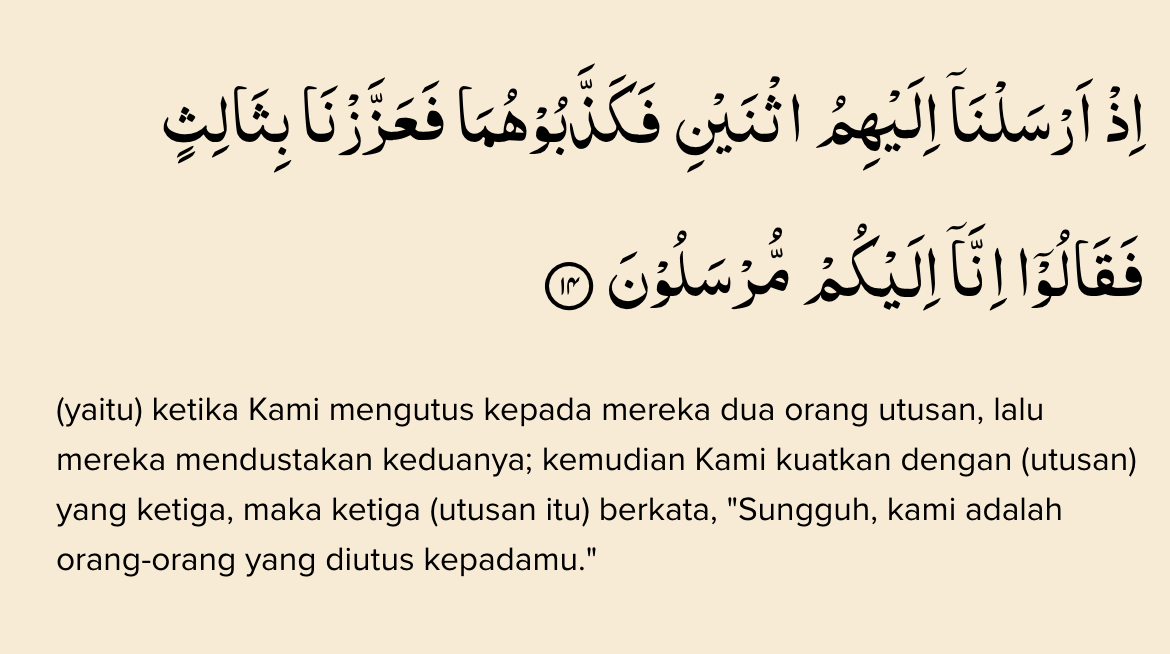 اِذْ اَرْسَلْنَآ اِلَيْهِمُ اثْنَيْنِ فَكَذَّبُوْهُمَا فَعَزَّزْنَا بِثَالِثٍ
فَقَالُوْٓا اِنَّآ اِلَيْكُمْ مُّرْسَلُوْنَ ۱۴
(yaitu) ketika Kami mengutus kepada mereka dua orang utusan, lalu
mereka mendustakan keduanya; kemudian Kami kuatkan dengan (utusan)
yang ketiga, maka ketiga (utusan itu) berkata, "Sungguh, kami adalah
orang-orang yang diutus kepadamu."